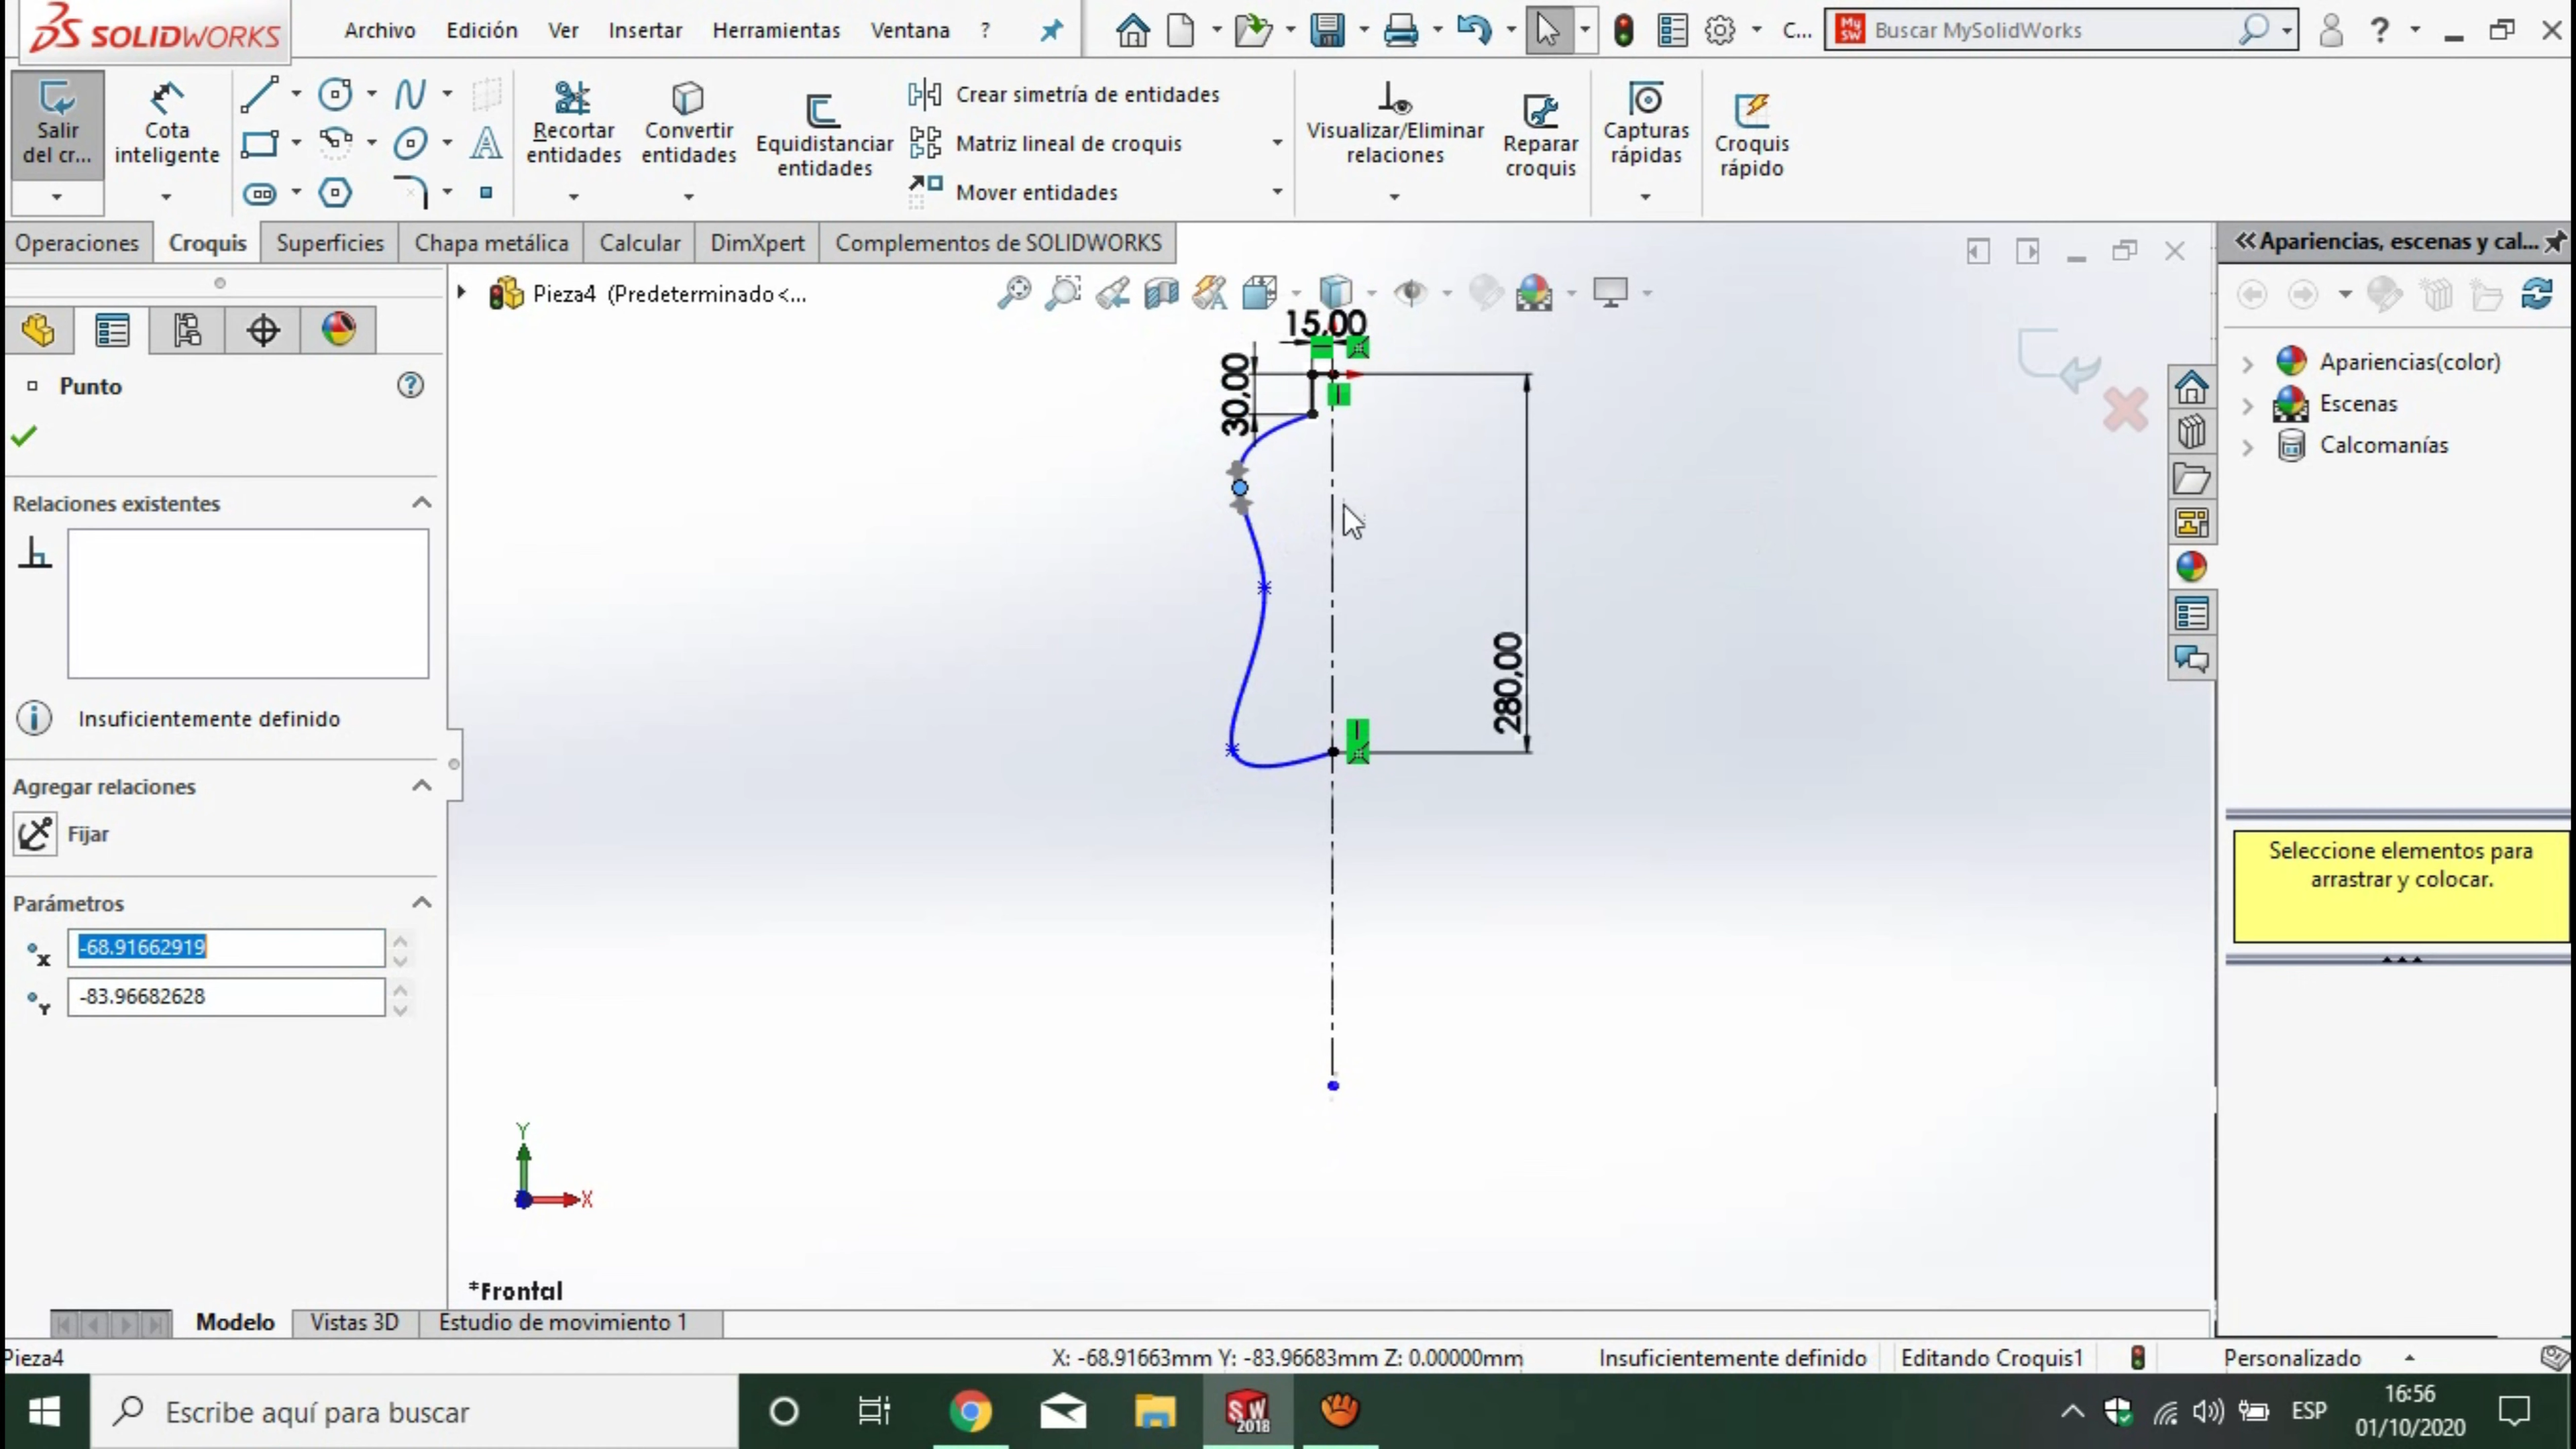 SOLIDWORKS
Archivo Edición Ver Insertar Herramientas Ventana ?
C...
My SW
Buscar MySolidWorks
?
Salir del cr...
Cota inteligente
Recortar entidades
Convertir entidades
Equidistanciar entidades
Crear simetría de entidades
Matriz lineal de croquis
Mover entidades
Visualizar/Eliminar relaciones
Reparar croquis
Capturas rápidas
Croquis rápido
Operaciones Croquis Superficies Chapa metálica Calcular DimXpert Complementos de SOLIDWORKS
Apariencias, escenas y cal...
Pieza4 (Predeterminado<...
Punto
?
Relaciones existentes
Insuficientemente definido
Agregar relaciones
Fijar
Parámetros
X
-68.91662919
Y
-83.96682628
15,00
30,00
280,00
Y
X
*Frontal
Apariencias(color)
Escenas
Calcomanías
Seleccione elementos para
arrastrar y colocar.
Modelo Vistas 3D Estudio de movimiento 1
Pieza4
X: -68.91663mm Y: -83.96683mm Z: 0.00000mm
Insuficientemente definido
Editando Croquis1
Personalizado
Escribe aquí para buscar
SW 2018
ESP
16:56
01/10/2020